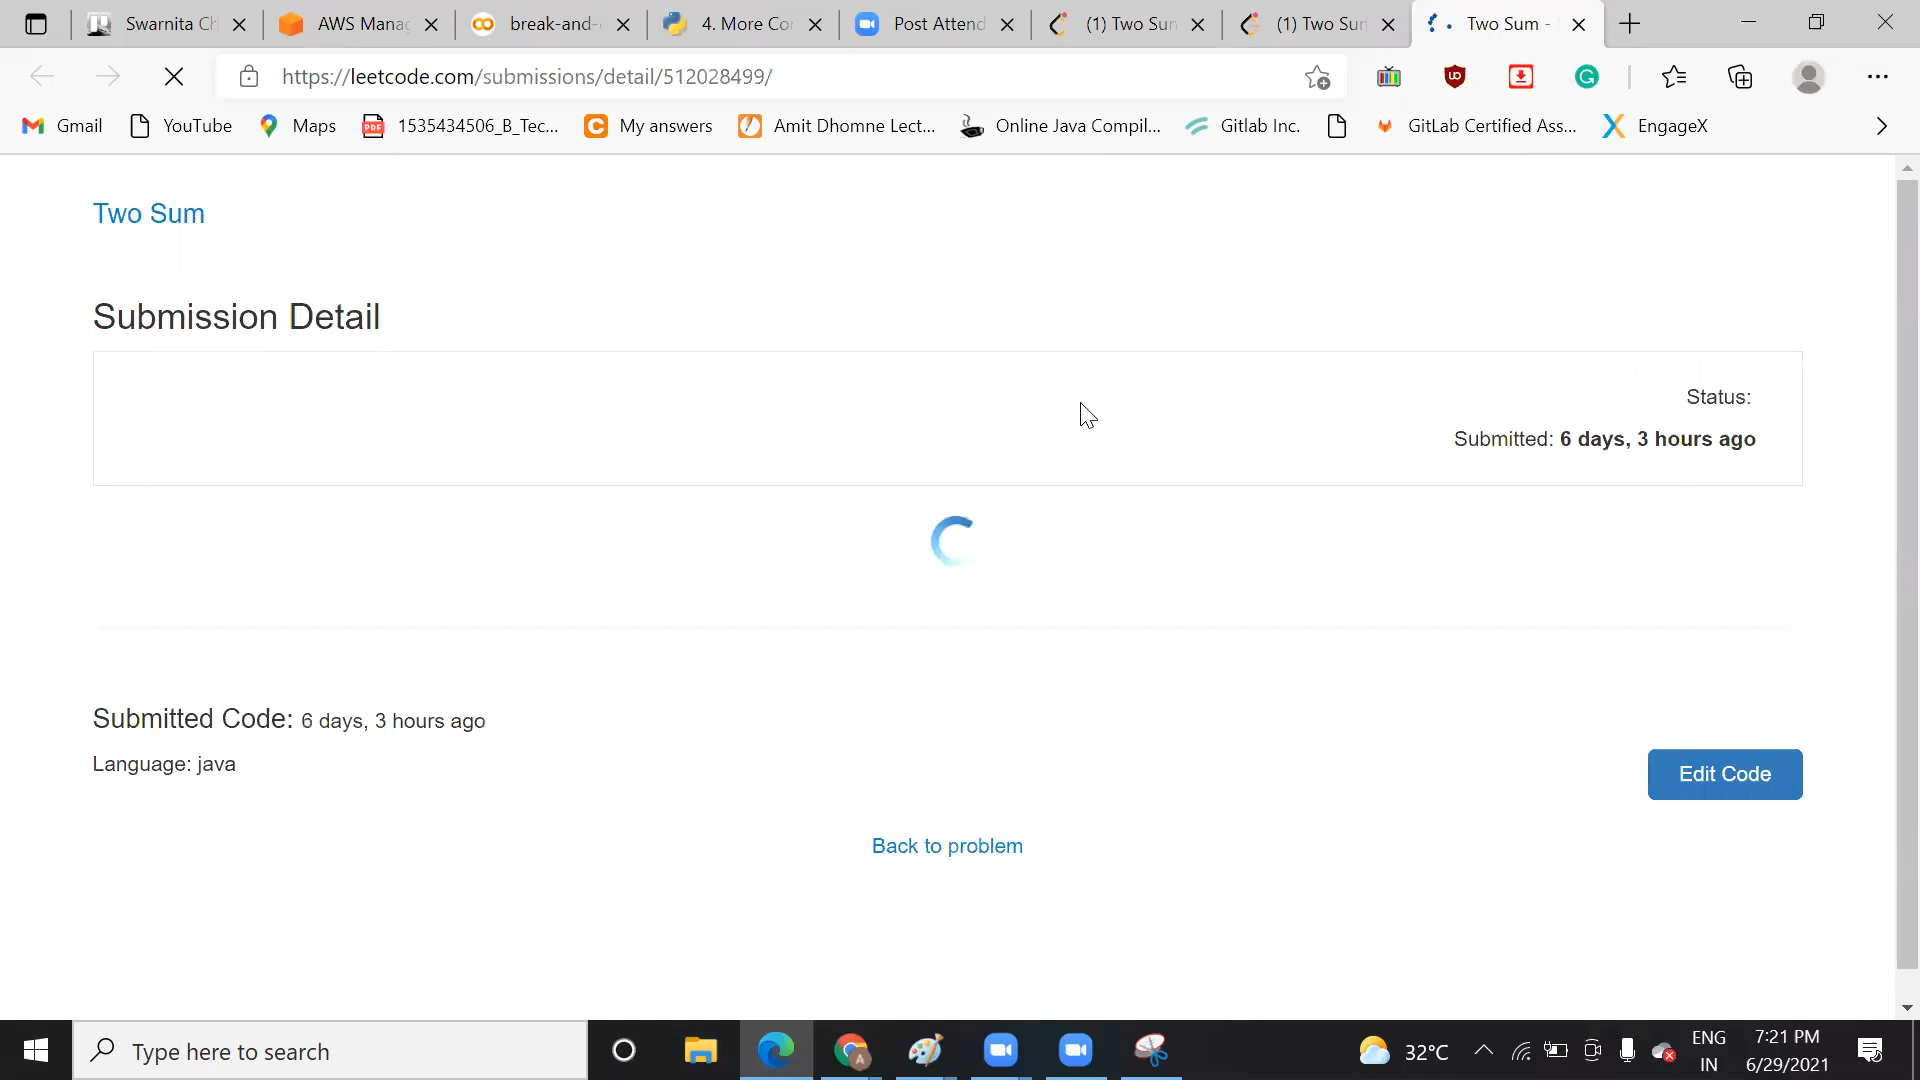 Swarnita Ch
AWS Manag
break-and-
4. More Cor
Post Attend
(1) Two Sun
(1) Two Sun
Two Sum -
https://leetcode.com/submissions/detail/512028499/
Gmail
YouTube
Maps
1535434506_B_Tec...
My answers
Amit Dhomne Lect...
Online Java Compil...
Gitlab Inc.
GitLab Certified Ass...
EngageX
Two Sum
Submission Detail
Status:
Submitted: 6 days, 3 hours ago
Submitted Code: 6 days, 3 hours ago
Language: java
Edit Code
Back to problem
Type here to search
32°C
ENG
IN
7:21 PM
6/29/2021